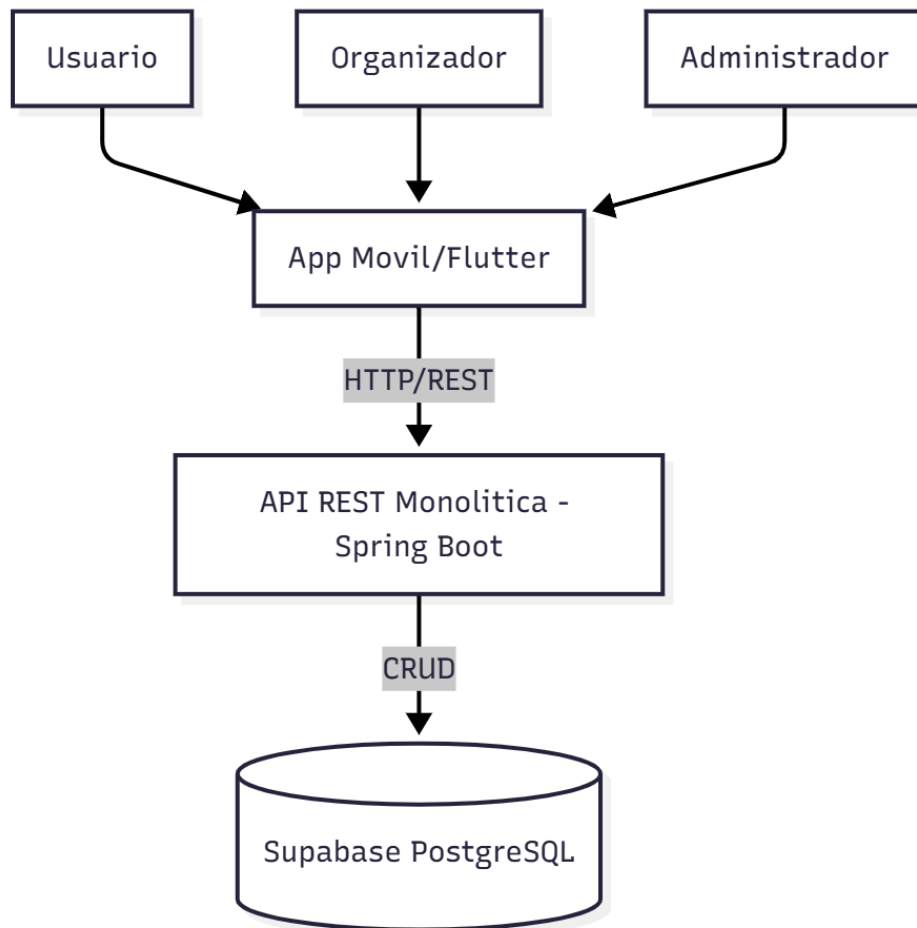 Usuario
Organizador
Administrador
App Movil/Flutter
HTTP/REST
API REST Monolitica -
Spring Boot
CRUD
Supabase PostgreSQL